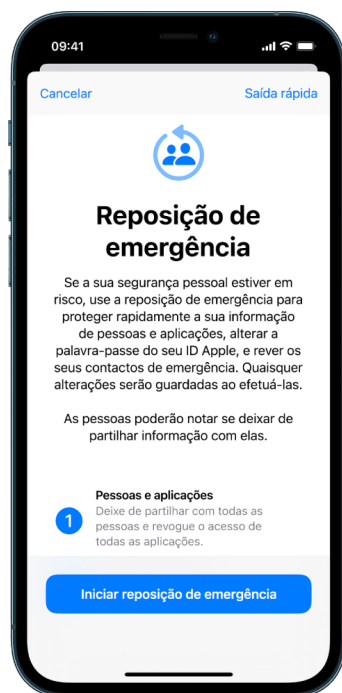 09:41
Cancelar
Saída rápida
Reposição de
emergência
Se a sua segurança pessoal estiver em
risco, use a reposição de emergência para
proteger rapidamente a sua informação
de pessoas e aplicações, alterar a
palavra-passe do seu ID Apple, e rever os
seus contactos de emergência. Quaisquer
alterações serão guardadas ao efetuá-las.
As pessoas poderão notar se deixar de
partilhar informação com elas.
1
Pessoas e aplicações
Deixe de partilhar com todas as
pessoas e revogue o acesso de
todas as aplicações.
Iniciar reposição de emergência